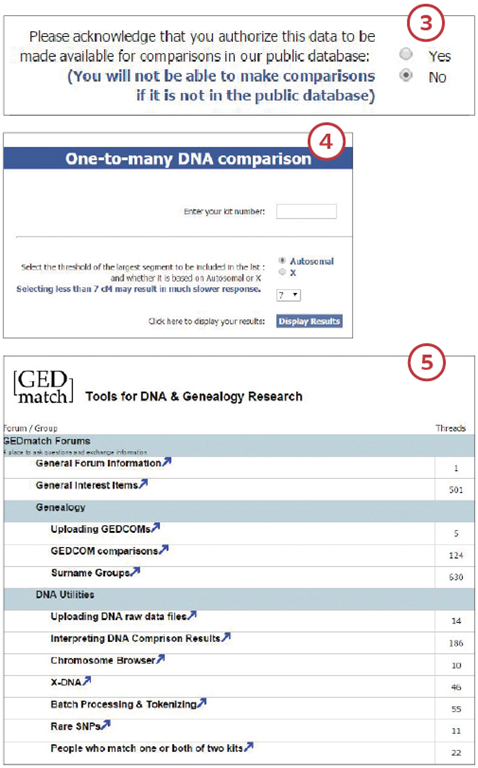 3
Please acknowledge that you authorize this data to be
made available for comparisons in our public database:
Yes
(You will not be able to make comparisons
No
if it is not in the public database)
4
One-to-many DNA comparison
Enter your kit number:
Select the threshold of the largest segment to be included in the list :
Autosomal
and whether it is based on Autosomal or X
X
Selecting less than 7 cM may result in much slower response.
7
Click here to display your results:
Display Results
5
[GED
match]
Tools for DNA & Genealogy Research
Forum / Group Threads
GEDmatch Forums
A place to ask questions and exchange information
General Forum Information 1
General Interest Items 501
Genealogy
Uploading GEDCOMs 5
GEDCOM comparisons 124
Surname Groups 630
DNA Utilities
Uploading DNA raw data files 14
Interpreting DNA Comprison Results 186
Chromosome Browser 10
X-DNA 46
Batch Processing & Tokenizing 55
Rare SNPs 11
People who match one or both of two kits 22